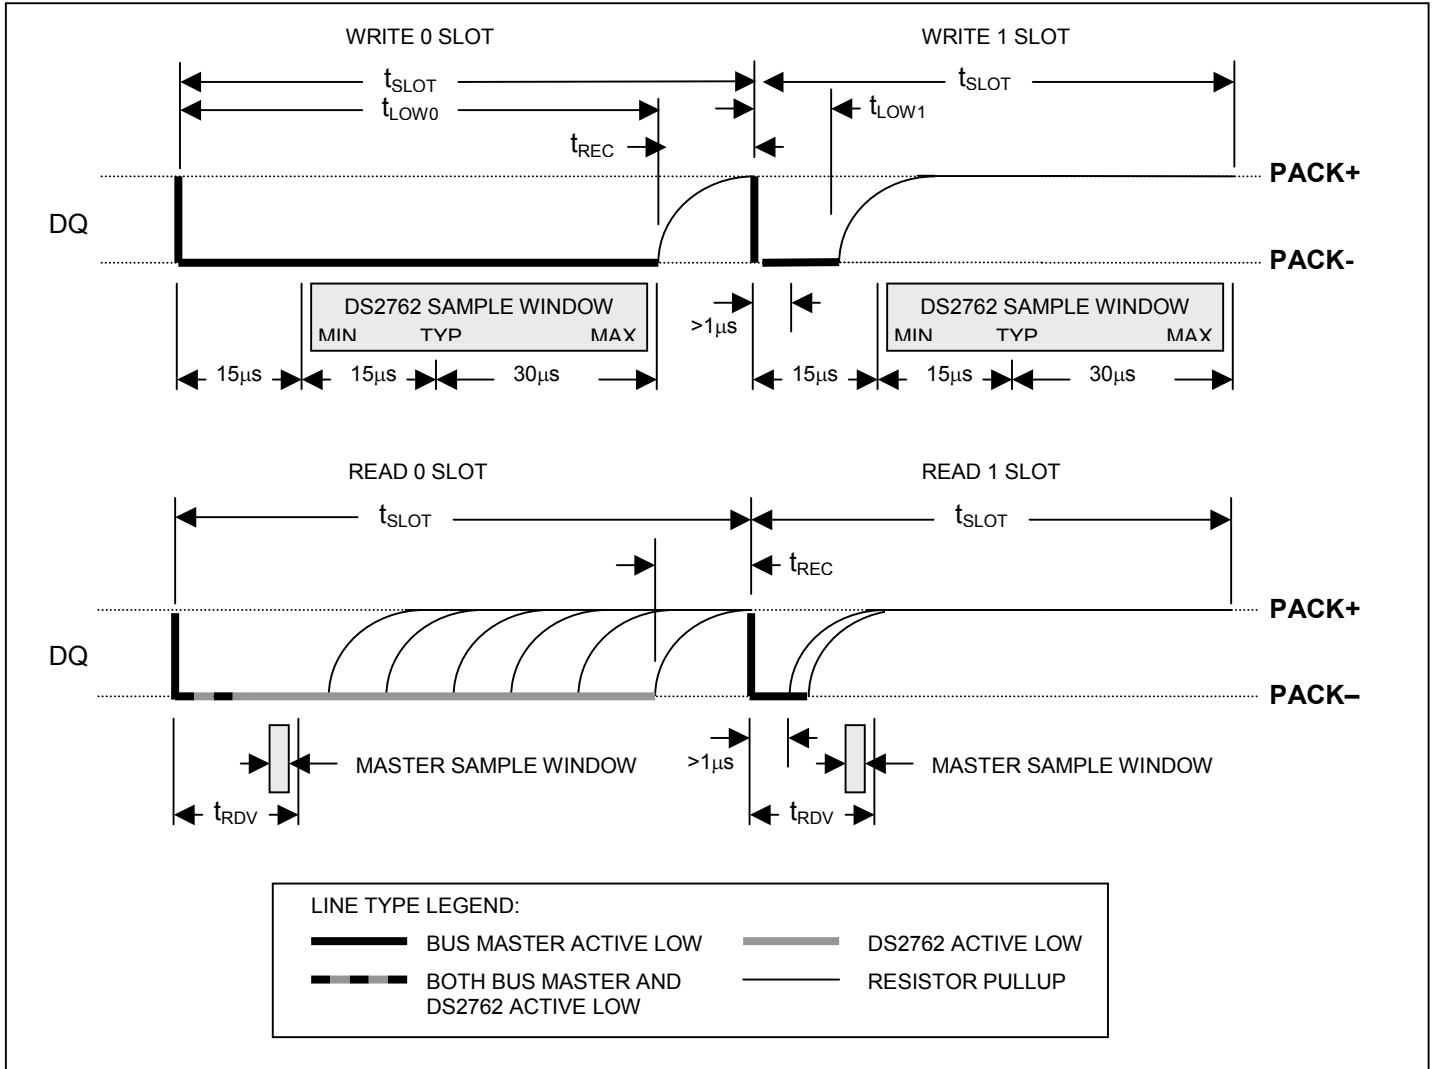 WRITE 0 SLOT WRITE 1 SLOT
tSLOT tSLOT
tLOW0 tLOW1
tREC
PACK+
DQ
PACK-
DS2762 SAMPLE WINDOW DS2762 SAMPLE WINDOW
MIN TYP MAX >1μs MIN TYP MAX
15μs 15μs 30μs 15μs 15μs 30μs
READ 0 SLOT READ 1 SLOT
tSLOT tSLOT
tREC
PACK+
DQ
PACK–
>1μs
MASTER SAMPLE WINDOW MASTER SAMPLE WINDOW
tRDV tRDV
LINE TYPE LEGEND:
BUS MASTER ACTIVE LOW DS2762 ACTIVE LOW
BOTH BUS MASTER AND RESISTOR PULLUP
DS2762 ACTIVE LOW